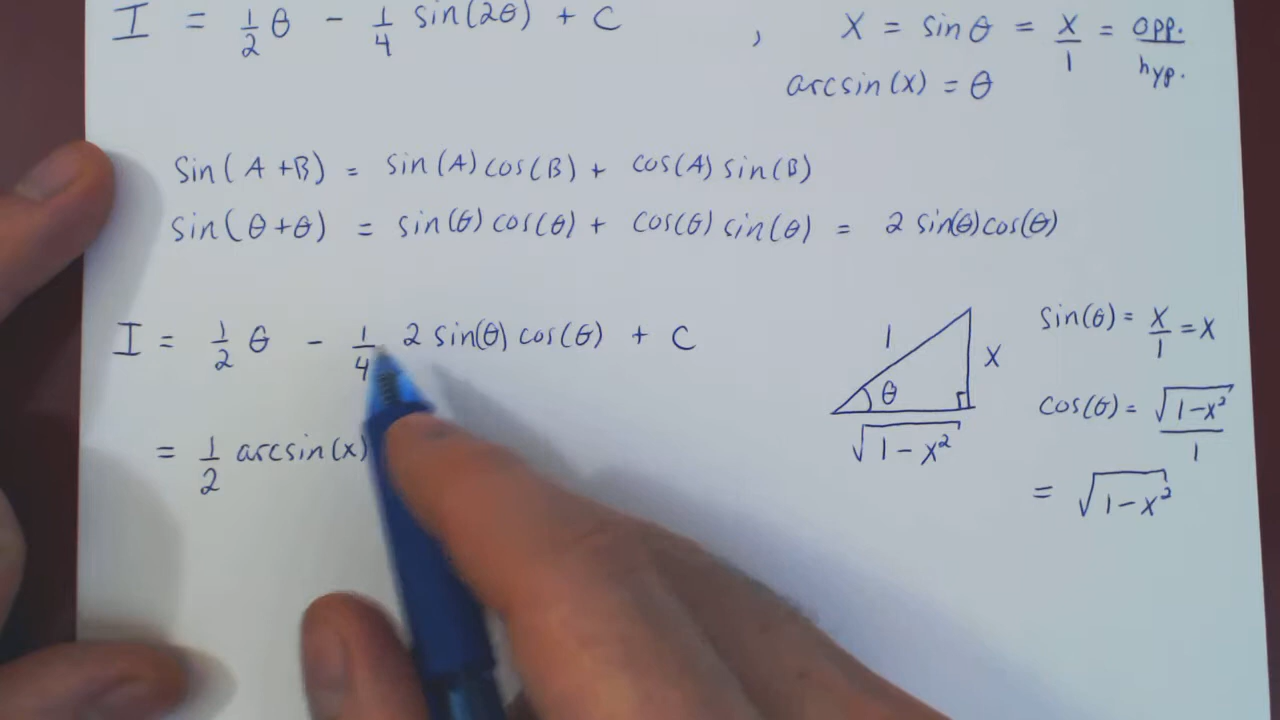 I = 1/2 θ - 1/4 sin(2θ) + C , x = sinθ = x/1 = opp./hyp.
arcsin(x) = θ
sin(A+B) = sin(A)cos(B) + cos(A)sin(B)
sin(θ+θ) = sin(θ)cos(θ) + cos(θ)sin(θ) = 2 sin(θ)cos(θ)
I = 1/2 θ - 1/4 2 sin(θ)cos(θ) + C
= 1/2 arcsin(x)
1
x
θ
√(1-x²)
sin(θ) = x/1 = x
cos(θ) = √(1-x²)/1
= √(1-x²)